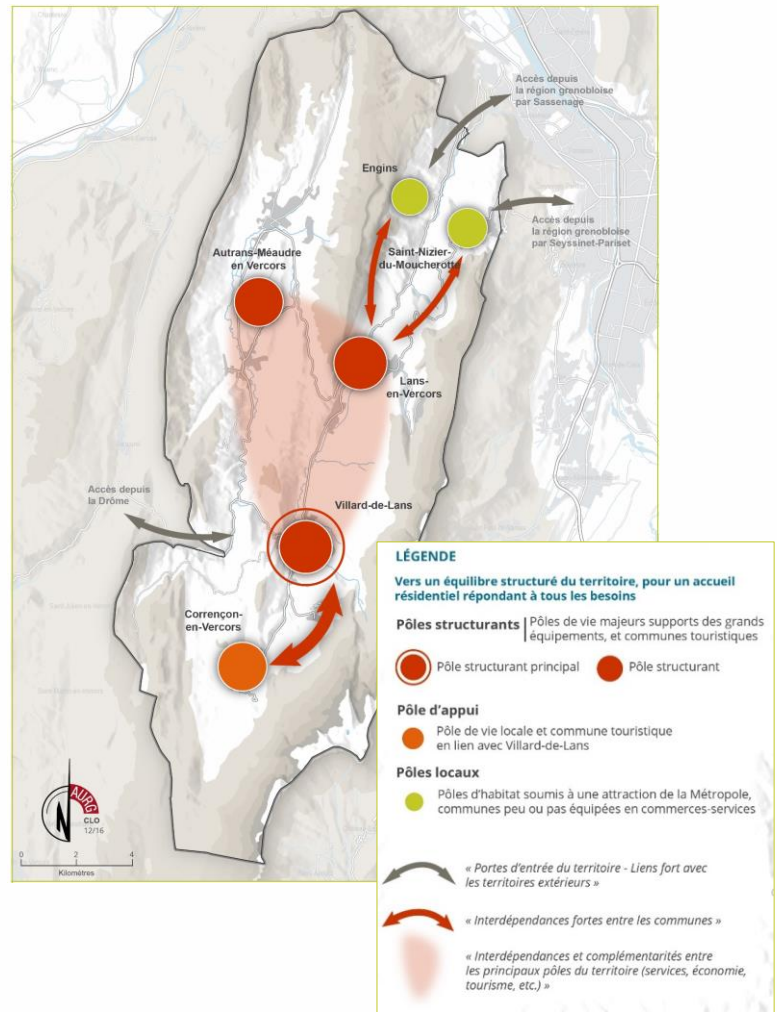 Accès depuis
la région grenobloise
par Sassenage
Engins
Accès depuis
la région grenobloise
par Seyssinet-Pariset
Saint-Nizier-
du-Moucherotte
Autrans-Méaudre
en Vercors
Lans-
en-Vercors
Accès depuis
la Drôme
Villard-de-Lans
Corrençon-
en-Vercors
N
AURG
CLO
12/16
0 2 4
Kilomètres
LÉGENDE
Vers un équilibre structuré du territoire, pour un accueil
résidentiel répondant à tous les besoins
Pôles structurants | Pôles de vie majeurs supports des grands
équipements, et communes touristiques
Pôle structurant principal
Pôle structurant
Pôle d'appui
Pôle de vie locale et commune touristique
en lien avec Villard-de-Lans
Pôles locaux
Pôles d'habitat soumis à une attraction de la Métropole,
communes peu ou pas équipées en commerces-services
« Portes d'entrée du territoire - Liens fort avec
les territoires extérieurs »
« Interdépendances fortes entre les communes »
« Interdépendances et complémentarités entre
les principaux pôles du territoire (services, économie,
tourisme, etc.) »